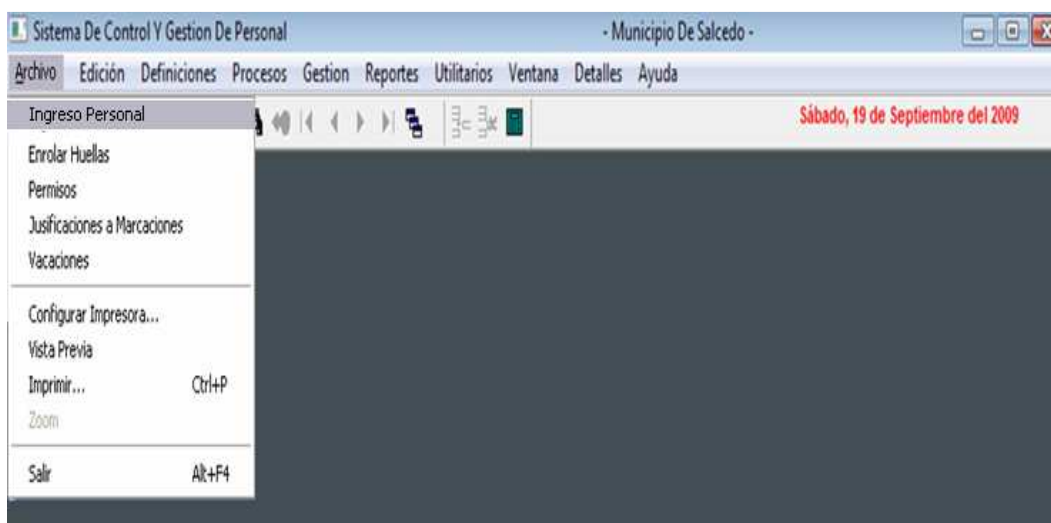 Sistema De Control Y Gestion De Personal - Municipio De Salcedo -
Archivo Edición Definiciones Procesos Gestion Reportes Utilitarios Ventana Detalles Ayuda
Sábado, 19 de Septiembre del 2009
Ingreso Personal
Enrolar Huellas
Permisos
Jusificaciones a Marcaciones
Vacaciones
Configurar Impresora...
Vista Previa
Imprimir... Ctrl+P
Zoom
Salir Alt+F4